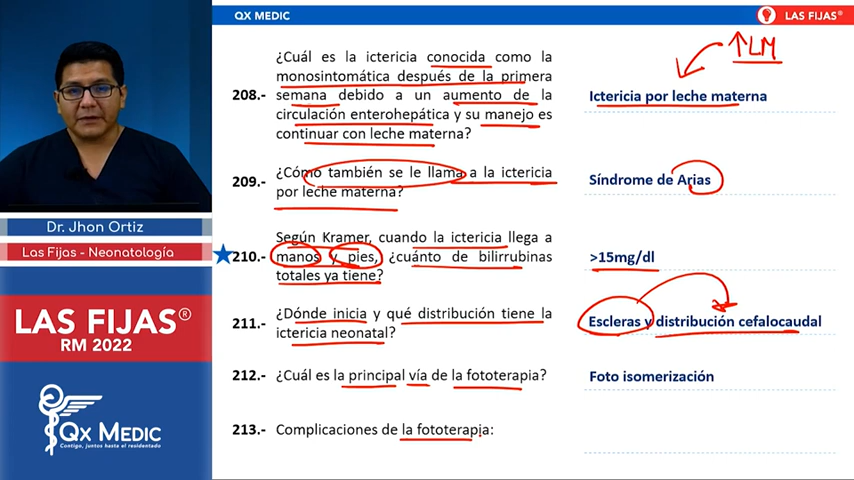 QX MEDIC
LAS FIJAS®
↑LM
¿Cuál es la ictericia conocida como la
monosintomática después de la primera
208.- semana debido a un aumento de la
circulación enterohepática y su manejo es
continuar con leche materna?
Ictericia por leche materna
209.- ¿Cómo también se le llama a la ictericia
por leche materna?
Síndrome de Arias
Según Kramer, cuando la ictericia llega a
210.- manos y pies, ¿cuánto de bilirrubinas
totales ya tiene?
>15mg/dl
211.- ¿Dónde inicia y qué distribución tiene la
ictericia neonatal?
Escleras y distribución cefalocaudal
212.- ¿Cuál es la principal vía de la fototerapia?
Foto isomerización
213.- Complicaciones de la fototerapia:
Dr. Jhon Ortiz
Las Fijas - Neonatología
LAS FIJAS®
RM 2022
QX MEDIC
Contigo, juntos hasta el residentado